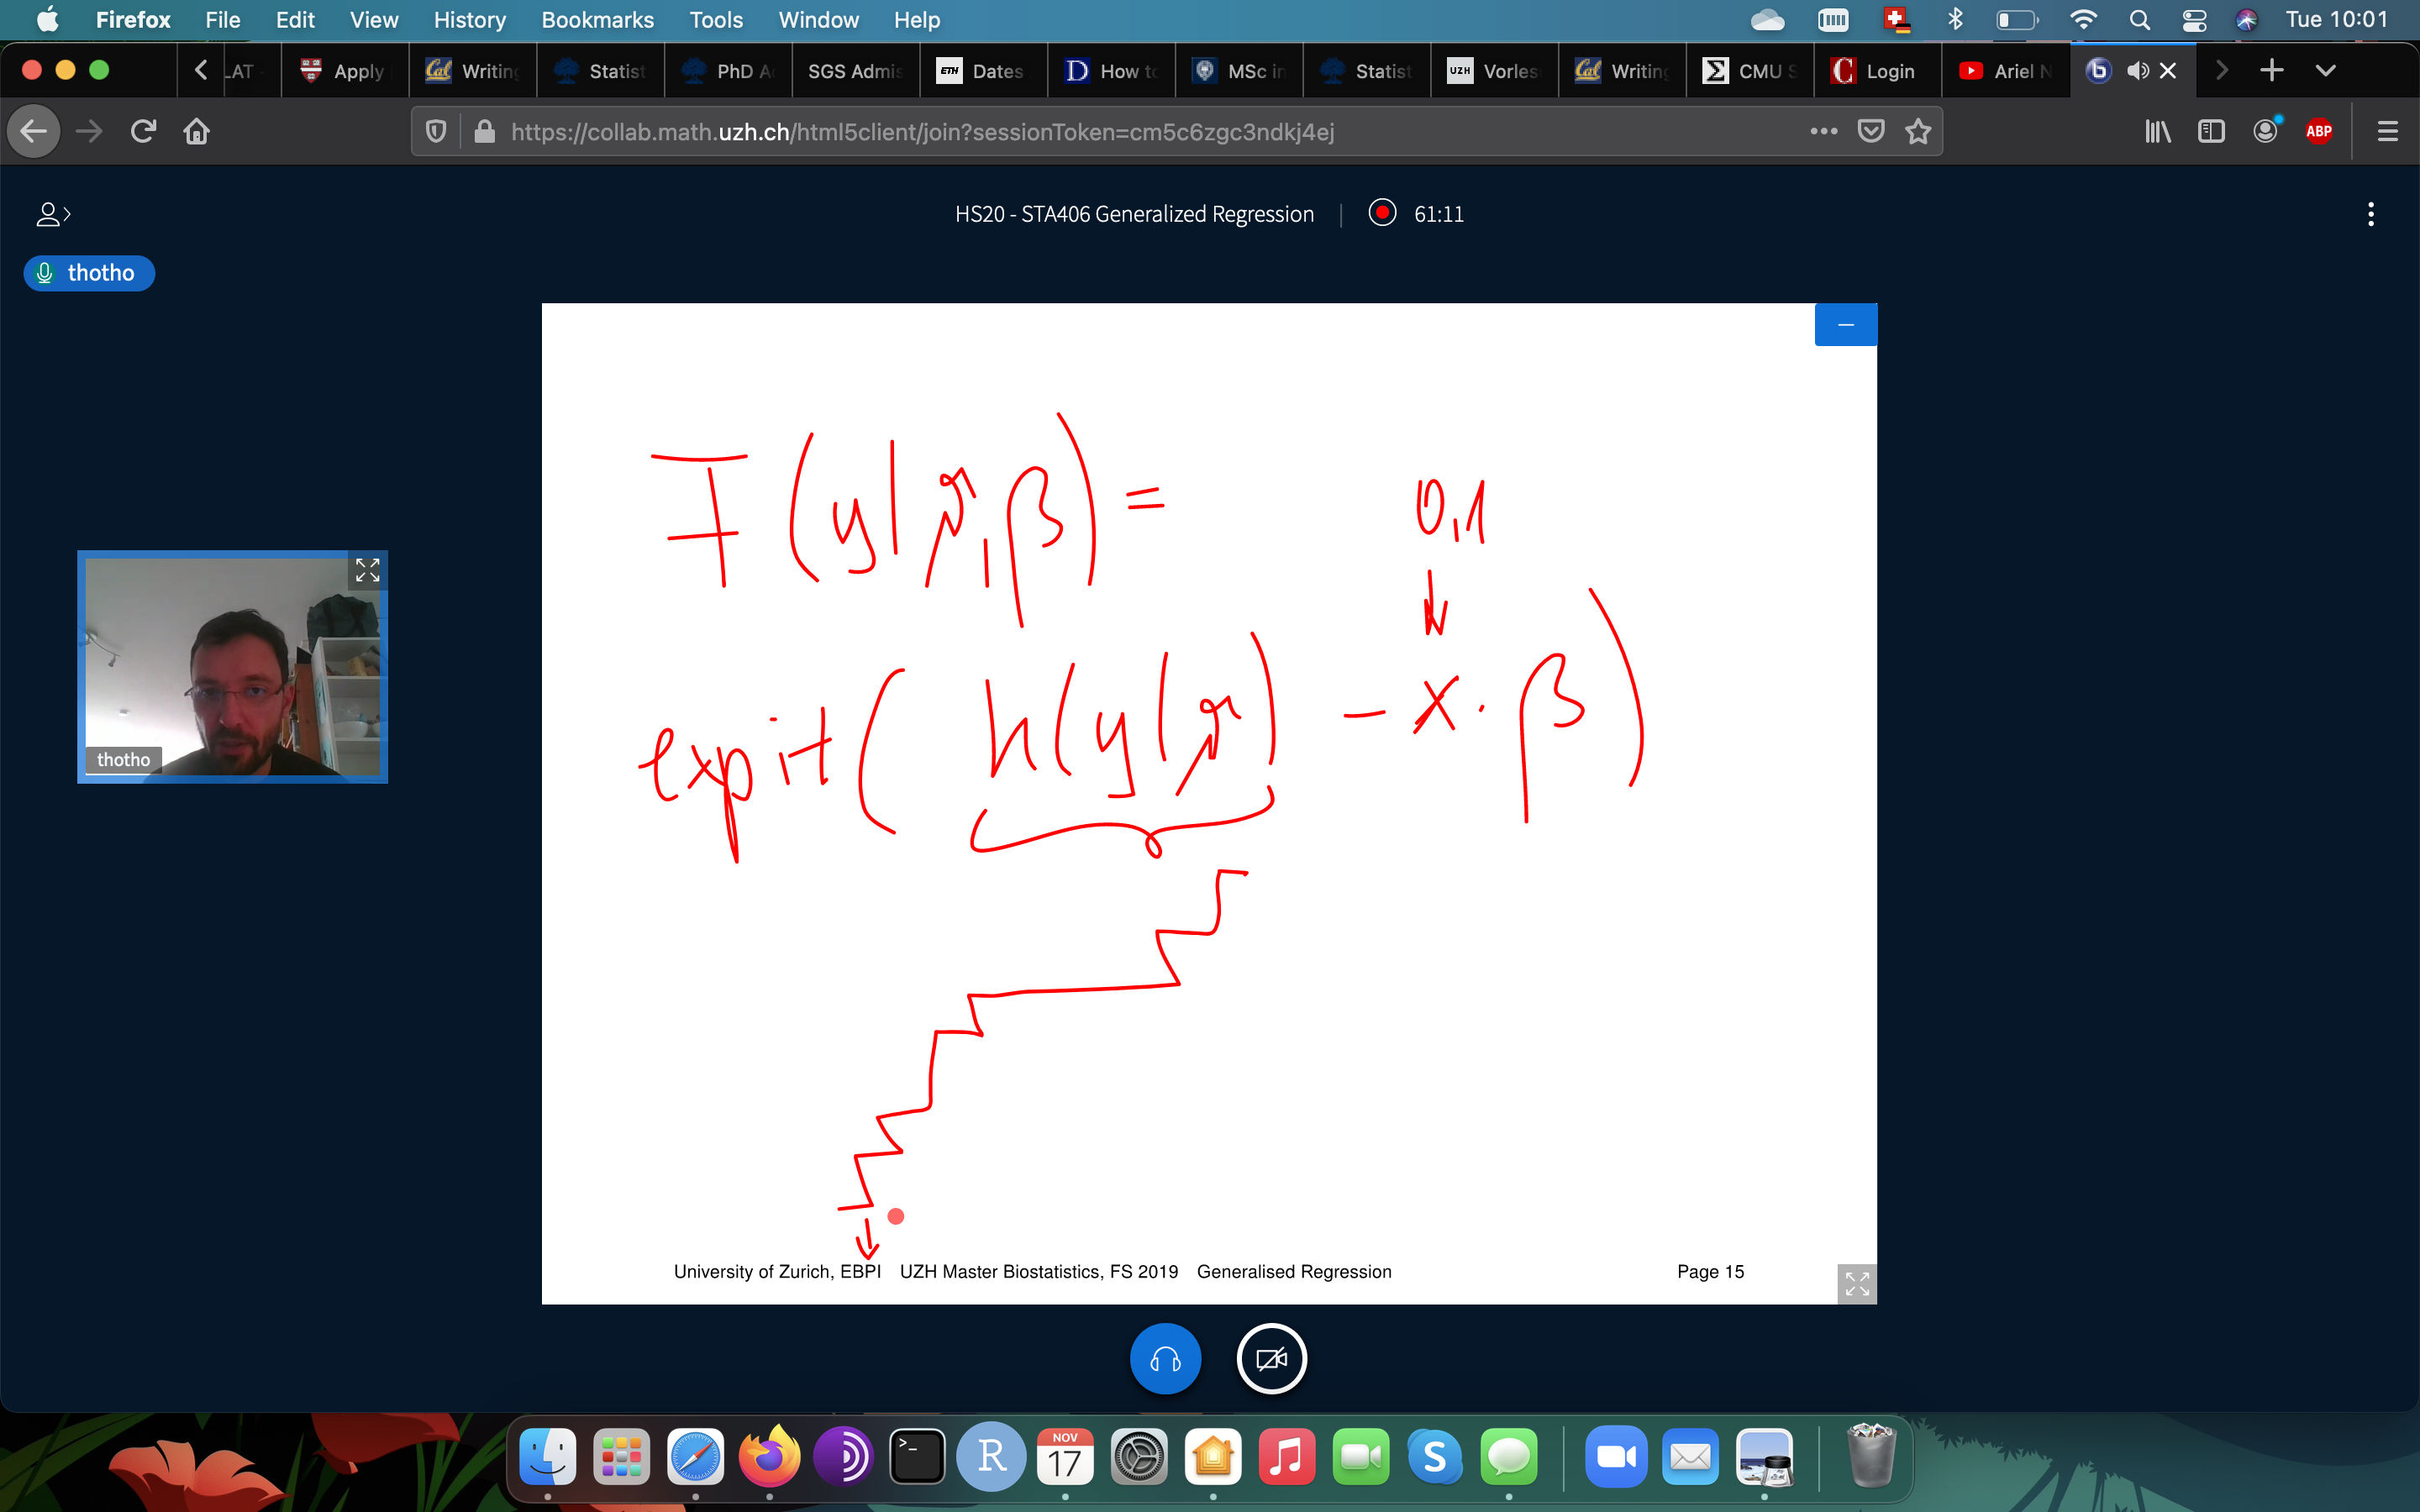 Firefox File Edit View History Bookmarks Tools Window Help Tue 10:01
LAT Apply Writing Statist PhD A SGS Admis ETH Dates How to MSc in Statist UZH Vorles Writing CMU S Login Ariel N
https://collab.math.uzh.ch/html5client/join?sessionToken=cm5c6zgc3ndkj4ej ABP
HS20 - STA406 Generalized Regression | 61:11
thotho
F(y|ϑ,β) =
0,1
expit( h(y|ϑ) - x·β)
thotho
University of Zurich, EBPI UZH Master Biostatistics, FS 2019 Generalised Regression Page 15
NOV
17